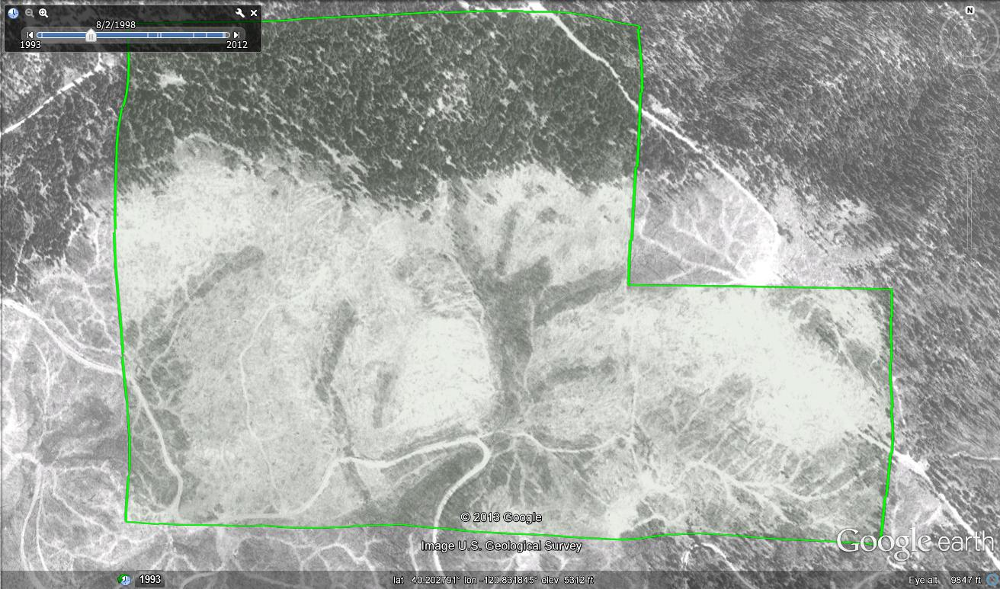 N
8/2/1998
1993
2012
© 2013 Google
Image U.S. Geological Survey
Google earth
1993
lat 40.202791° lon -120.831845° elev 5312 ft
Eye alt 9847 ft